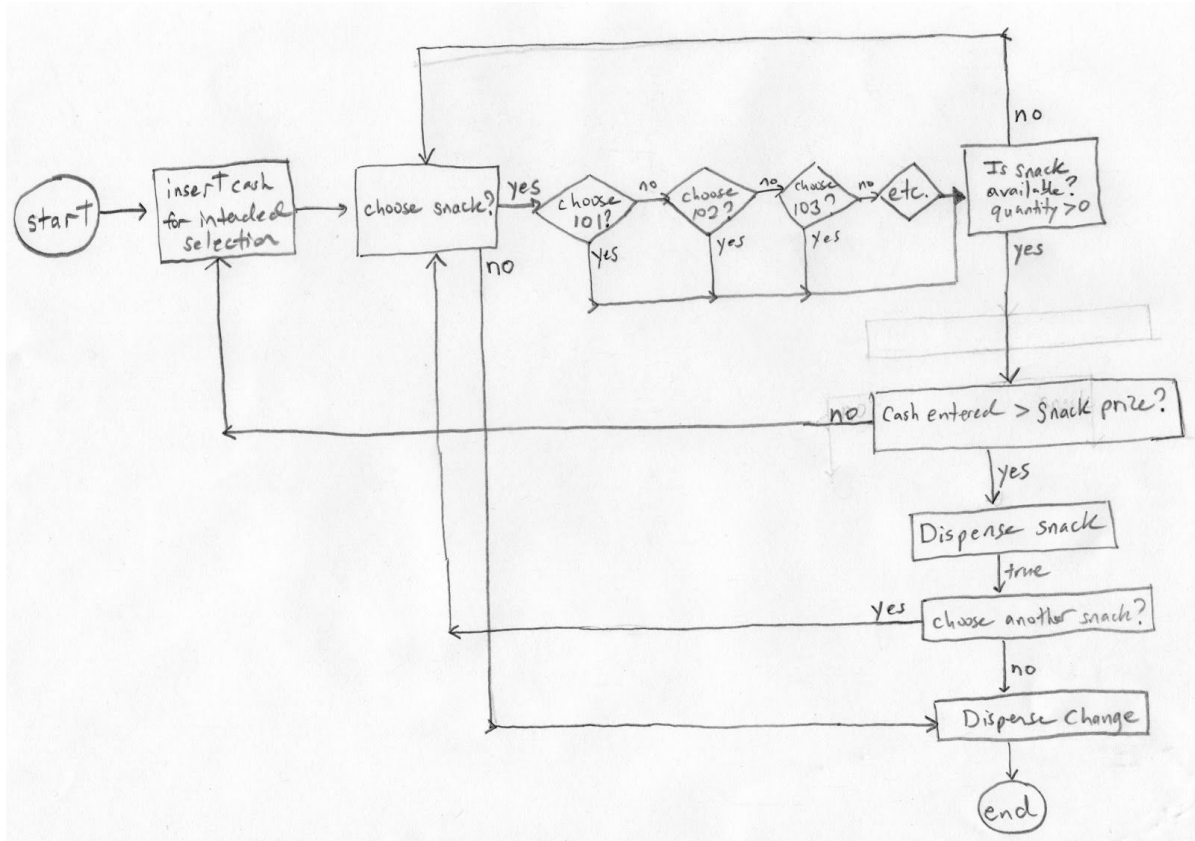 no
start
insert cash
for intended
selection
choose snack?
yes
no
choose
101?
yes
no
choose
102?
yes
no
choose
103?
yes
no
etc.
Is snack
available?
quantity >0
yes
no
Cash entered > snack prize?
yes
Dispense snack
true
yes
choose another snack?
no
Dispense Change
end